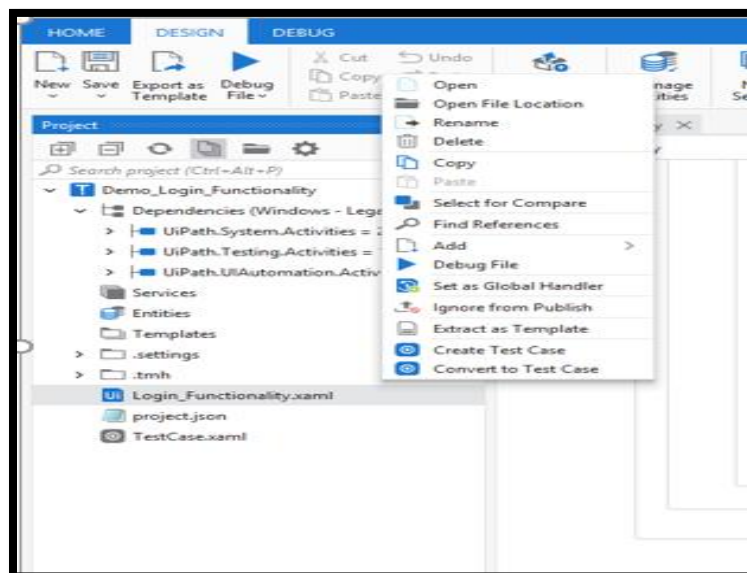 HOME DESIGN DEBUG
New Save Export as Template Debug File
Cut
Copy
Paste
Undo
nage
ities
Project
Search project (Ctrl+Alt+P)
Demo_Login_Functionality
Dependencies (Windows - Lega
UiPath.System.Activities = 2
UiPath.Testing.Activities =
UiPath.UIAutomation.Activ
Services
Entities
Templates
.settings
.tmh
Ui Login_Functionality.xaml
project.json
TestCase.xaml
Open
Open File Location
Rename
Delete
Copy
Paste
Select for Compare
Find References
Add
Debug File
Set as Global Handler
Ignore from Publish
Extract as Template
Create Test Case
Convert to Test Case